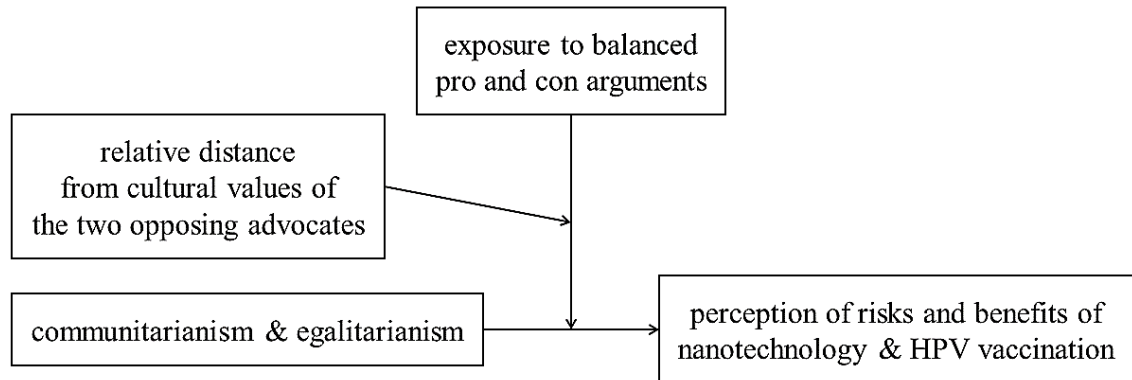 exposure to balanced
pro and con arguments
relative distance
from cultural values of
the two opposing advocates
communitarianism & egalitarianism
perception of risks and benefits of
nanotechnology & HPV vaccination